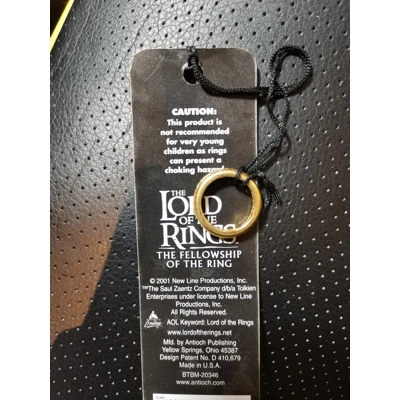 CAUTION:
This product is
not recommended
for very young
children as rings
can present a
choking hazard.
THE
LORD
OF THE
RINGS
THE FELLOWSHIP
OF THE RING
© 2001 New Line Productions, Inc.
™The Saul Zaentz Company d/b/a Tolkien
Enterprises under license to New Line
Productions, Inc.
All Rights Reserved.
AOL Keyword: Lord of the Rings
www.lordoftherings.net
Mfd. by Antioch Publishing
Yellow Springs, Ohio 45387
Design Patent No. D 410,679
Made in U.S.A.
BTBM-20346
www.antioch.com